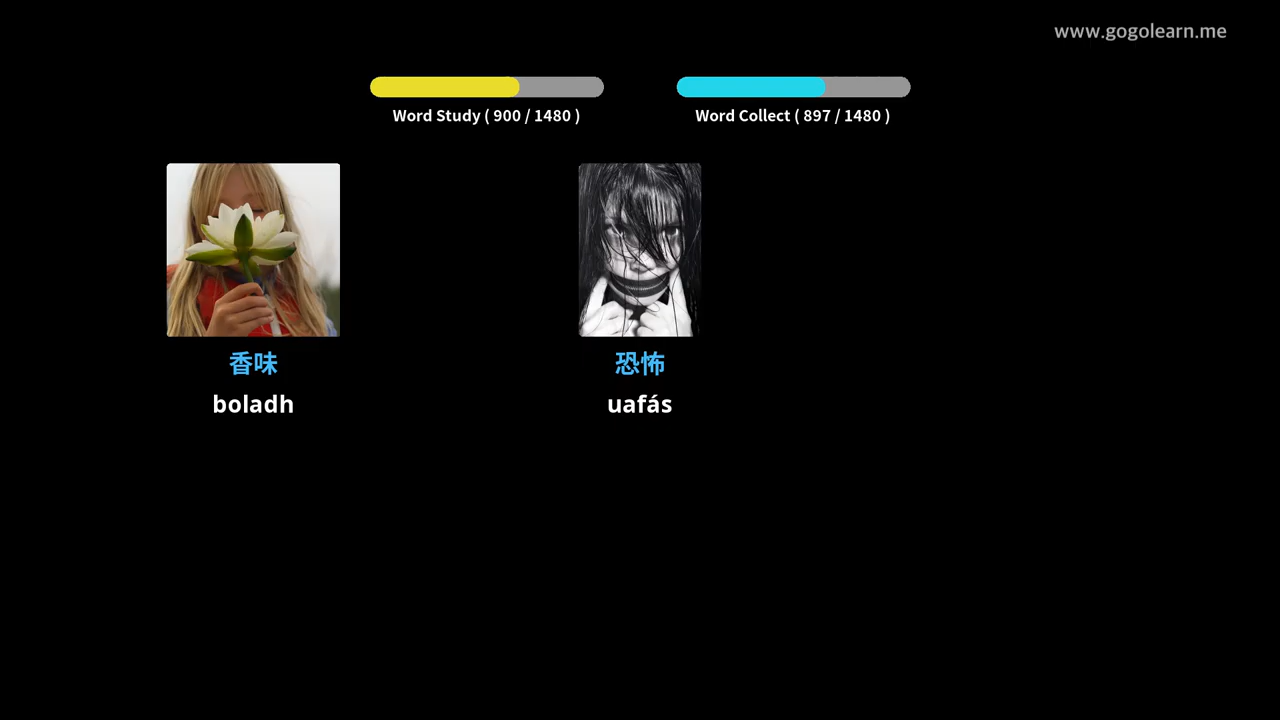 www.gogolearn.me
Word Study ( 900 / 1480 )
Word Collect ( 897 / 1480 )
香味
boladh
恐怖
uafás